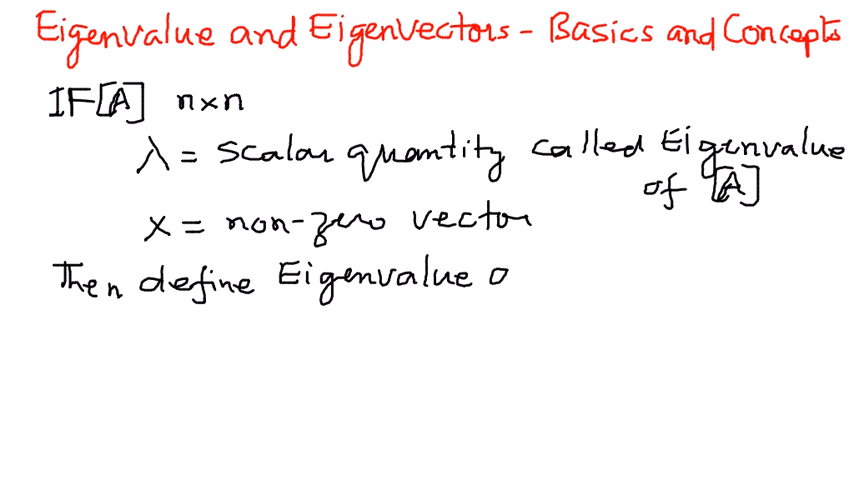 Eigenvalue and Eigenvectors - Basics and Concepts
IF [A] n×n
λ = scalar quantity called Eigenvalue
of [A]
x = non-zero vector
Then define Eigenvalue o